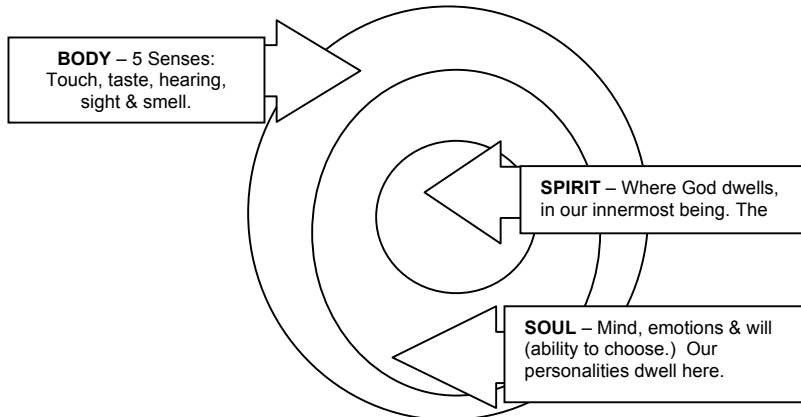 BODY – 5 Senses:
Touch, taste, hearing,
sight & smell.
SPIRIT – Where God dwells,
in our innermost being. The
SOUL – Mind, emotions & will
(ability to choose.) Our
personalities dwell here.